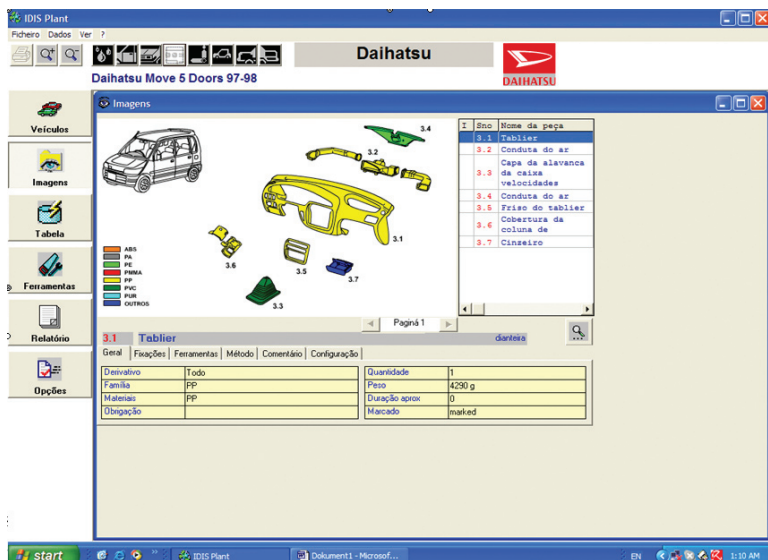 IDIS Plant
Ficheiro Dados Ver ?
Daihatsu
Daihatsu Move 5 Doors 97-98
DAIHATSU
Veículos
Imagens
Tabela
Ferramentas
Relatório
Opções
Imagens
3.4
3.2
3.1
3.6
3.5
3.7
3.3
ABS
PA
PE
PMMA
PP
PVC
PUR
OUTROS
I Sno Nome da peça
3.1 Tablier
3.2 Conduta do ar
3.3 Capa da alavanca
da caixa
velocidades
3.4 Conduta do ar
3.5 Friso do tablier
3.6 Cobertura da
coluna de
3.7 Cinzeiro
Paginá 1
3.1 Tablier dianteira
Geral Fixações Ferramentas Método Comentário Configuração
Derivativo Todo Quantidade 1
Família PP Peso 4290 g
Materiais PP Duração aprox 0
Obrigação Marcado marked
start IDIS Plant Dokument1 - Microsof... EN 1:10 AM